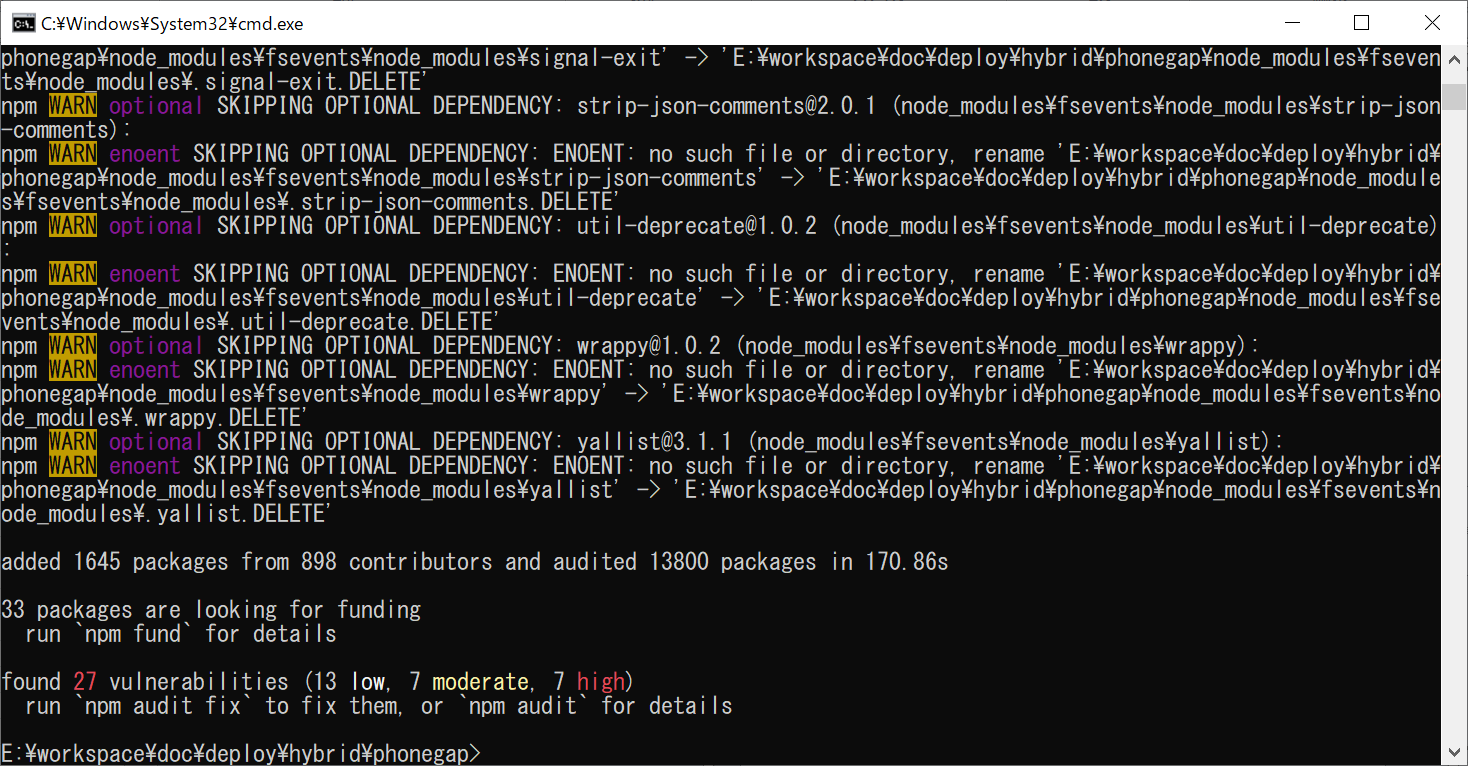 C:¥Windows¥System32¥cmd.exe
phonegap¥node_modules¥fsevents¥node_modules¥signal-exit' -> 'E:¥workspace¥doc¥deploy¥hybrid¥phonegap¥node_modules¥fseven
ts¥node_modules¥.signal-exit.DELETE'
npm WARN optional SKIPPING OPTIONAL DEPENDENCY: strip-json-comments@2.0.1 (node_modules¥fsevents¥node_modules¥strip-json
-comments):
npm WARN enoent SKIPPING OPTIONAL DEPENDENCY: ENOENT: no such file or directory, rename 'E:¥workspace¥doc¥deploy¥hybrid¥
phonegap¥node_modules¥fsevents¥node_modules¥strip-json-comments' -> 'E:¥workspace¥doc¥deploy¥hybrid¥phonegap¥node_module
s¥fsevents¥node_modules¥.strip-json-comments.DELETE'
npm WARN optional SKIPPING OPTIONAL DEPENDENCY: util-deprecate@1.0.2 (node_modules¥fsevents¥node_modules¥util-deprecate)
:
npm WARN enoent SKIPPING OPTIONAL DEPENDENCY: ENOENT: no such file or directory, rename 'E:¥workspace¥doc¥deploy¥hybrid¥
phonegap¥node_modules¥fsevents¥node_modules¥util-deprecate' -> 'E:¥workspace¥doc¥deploy¥hybrid¥phonegap¥node_modules¥fse
vents¥node_modules¥.util-deprecate.DELETE'
npm WARN optional SKIPPING OPTIONAL DEPENDENCY: wrappy@1.0.2 (node_modules¥fsevents¥node_modules¥wrappy):
npm WARN enoent SKIPPING OPTIONAL DEPENDENCY: ENOENT: no such file or directory, rename 'E:¥workspace¥doc¥deploy¥hybrid¥
phonegap¥node_modules¥fsevents¥node_modules¥wrappy' -> 'E:¥workspace¥doc¥deploy¥hybrid¥phonegap¥node_modules¥fsevents¥no
de_modules¥.wrappy.DELETE'
npm WARN optional SKIPPING OPTIONAL DEPENDENCY: yallist@3.1.1 (node_modules¥fsevents¥node_modules¥yallist):
npm WARN enoent SKIPPING OPTIONAL DEPENDENCY: ENOENT: no such file or directory, rename 'E:¥workspace¥doc¥deploy¥hybrid¥
phonegap¥node_modules¥fsevents¥node_modules¥yallist' -> 'E:¥workspace¥doc¥deploy¥hybrid¥phonegap¥node_modules¥fsevents¥n
ode_modules¥.yallist.DELETE'
added 1645 packages from 898 contributors and audited 13800 packages in 170.86s
33 packages are looking for funding
run `npm fund` for details
found 27 vulnerabilities (13 low, 7 moderate, 7 high)
run `npm audit fix` to fix them, or `npm audit` for details
E:¥workspace¥doc¥deploy¥hybrid¥phonegap>